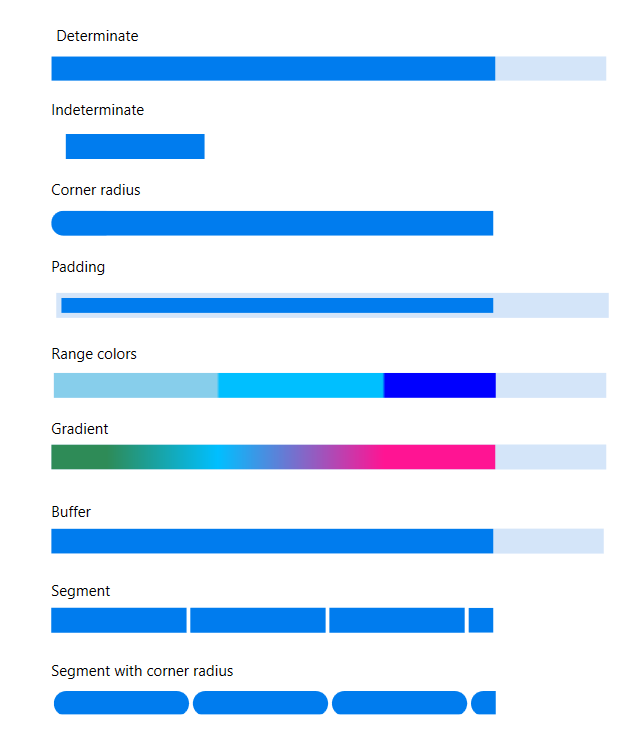 Determinate
Indeterminate
Corner radius
Padding
Range colors
Gradient
Buffer
Segment
Segment with corner radius